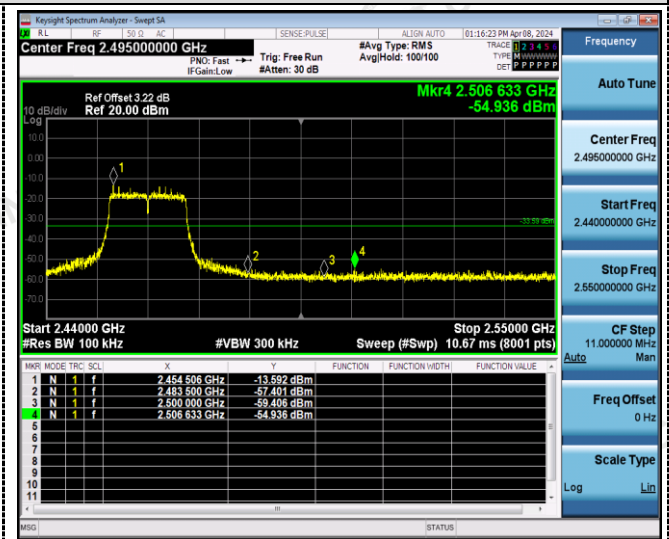 Keysight Spectrum Analyzer - Swept SA
RL RF 50 Ω AC SENSE:PULSE ALIGN AUTO 01:16:23 PM Apr 08, 2024
Center Freq 2.495000000 GHz
#Avg Type: RMS
TRACE 1 2 3 4 5 6
PNO: Fast Trig: Free Run Avg|Hold: 100/100
TYPE MWWWWW
IFGain:Low #Atten: 30 dB
DET P P P P P P
Ref Offset 3.22 dB
Mkr4 2.506 633 GHz
10 dB/div Ref 20.00 dBm
-54.936 dBm
Log
10.0
0.00
-10.0
-20.0
-30.0
-40.0
-50.0
-60.0
-70.0
1
2
3
4
-33.59 dBm
Start 2.44000 GHz Stop 2.55000 GHz
#Res BW 100 kHz #VBW 300 kHz Sweep (#Swp) 10.67 ms (8001 pts)
MKR MODE TRC SCL X Y FUNCTION FUNCTION WIDTH FUNCTION VALUE
1 N 1 f 2.454 506 GHz -13.592 dBm
2 N 1 f 2.483 500 GHz -57.401 dBm
3 N 1 f 2.500 000 GHz -59.406 dBm
4 N 1 f 2.506 633 GHz -54.936 dBm
5
6
7
8
9
10
11
MSG STATUS
Frequency
Auto Tune
Center Freq
2.495000000 GHz
Start Freq
2.440000000 GHz
Stop Freq
2.550000000 GHz
CF Step
11.000000 MHz
Auto Man
Freq Offset
0 Hz
Scale Type
Log Lin